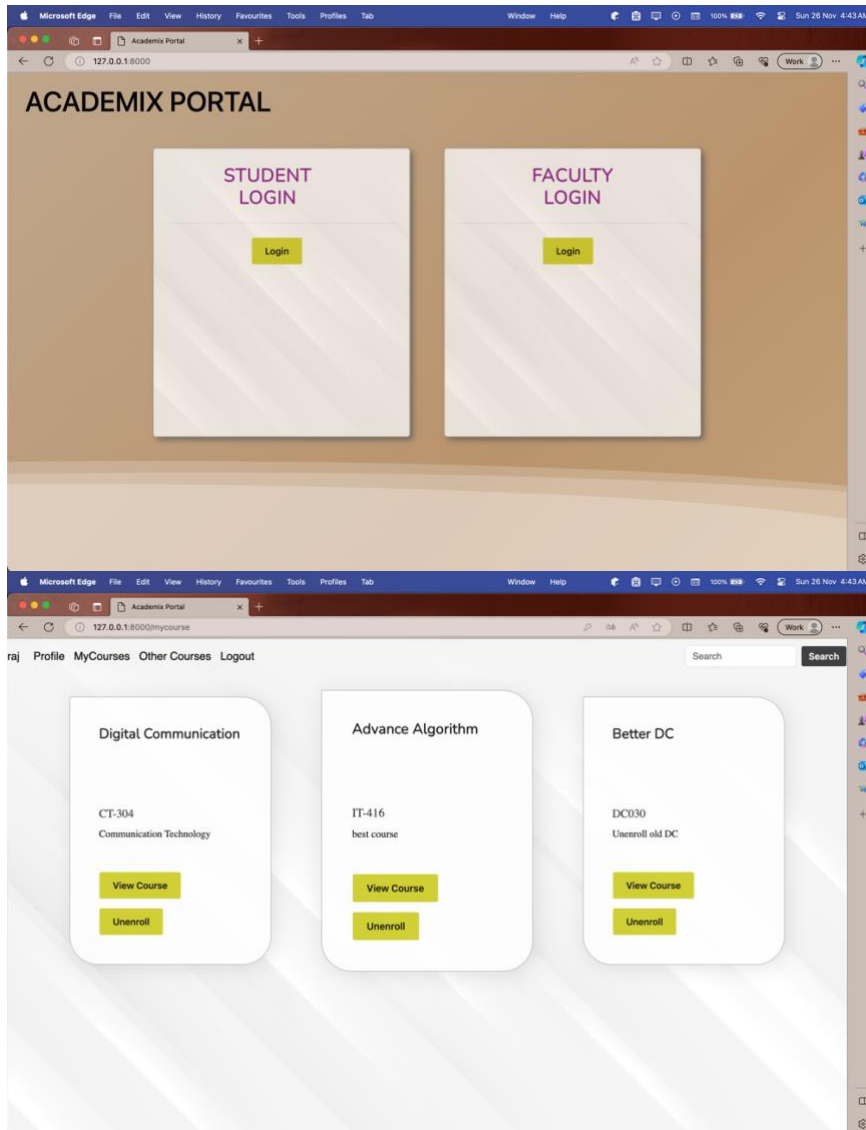 Microsoft Edge File Edit View History Favourites Tools Profiles Tab Window Help 100% Sun 26 Nov 4:43 AM
Academix Portal
127.0.0.1:8000 Work
ACADEMIX PORTAL
STUDENT
LOGIN
Login
FACULTY
LOGIN
Login
Microsoft Edge File Edit View History Favourites Tools Profiles Tab Window Help 100% Sun 26 Nov 4:43 AM
Academix Portal
127.0.0.1:8000/mycourse Work
raj Profile MyCourses Other Courses Logout Search Search
Digital Communication
CT-304
Communication Technology
View Course
Unenroll
Advance Algorithm
IT-416
best course
View Course
Unenroll
Better DC
DC030
Unenroll old DC
View Course
Unenroll